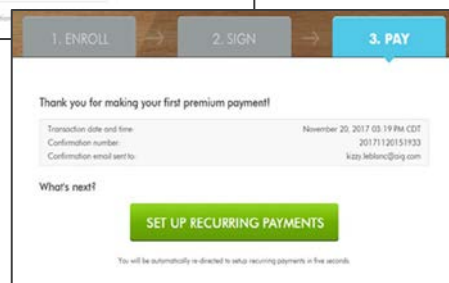 1. ENROLL
2. SIGN
3. PAY
Thank you for making your first premium payment!
Transaction date and time: November 20, 2017 03:19 PM CDT
Confirmation number: 20171120151933
Confirmation email sent to: kizzy.leblanc@oig.com
What's next?
SET UP RECURRING PAYMENTS
You will be automatically re-directed to setup recurring payments in five seconds.